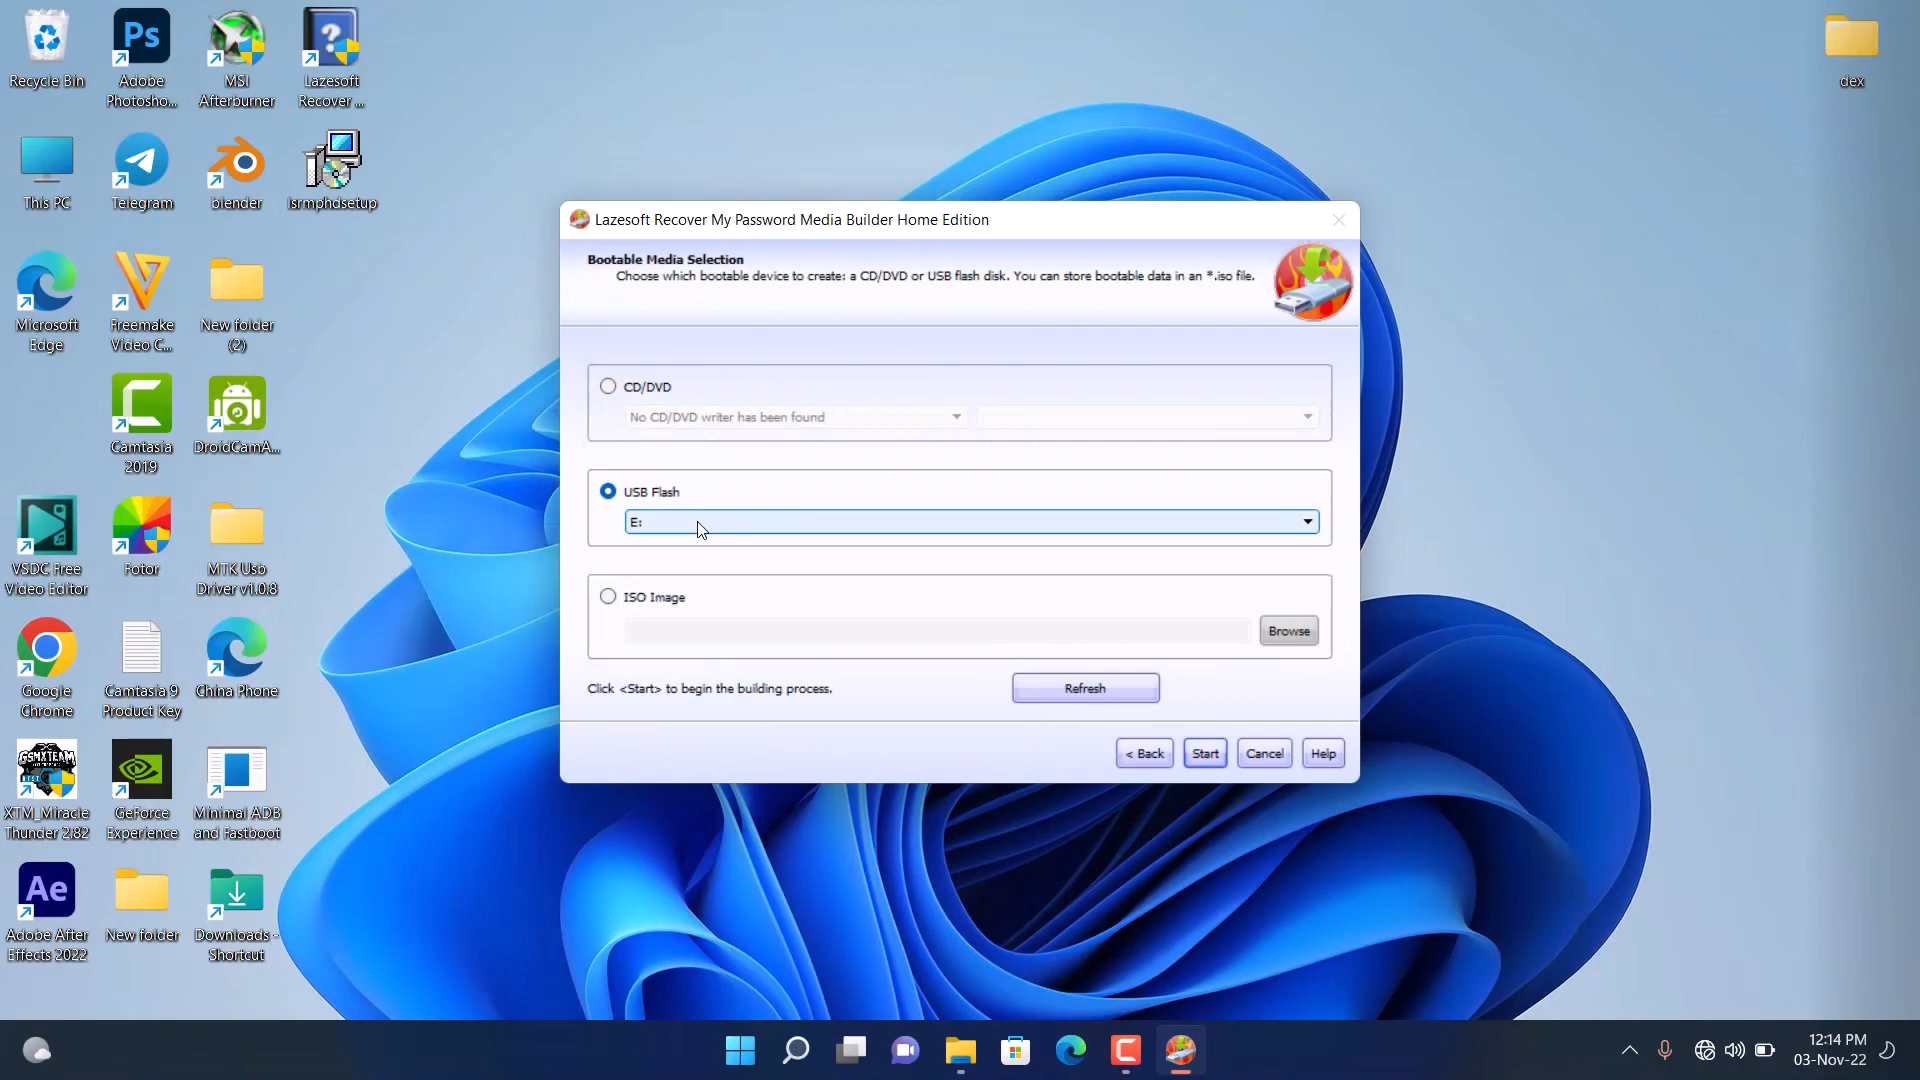 Recycle Bin
Ps
Adobe
Photosho...
MSI
Afterburner
?
Lazesoft
Recover ...
dex
This PC
Telegram
blender
lsrmphdsetup
Microsoft
Edge
Freemake
Video C...
New folder
(2)
Camtasia
2019
DroidCamA...
VSDC Free
Video Editor
Fotor
MTK Usb
Driver v1.0.8
Google
Chrome
Camtasia 9
Product Key
China Phone
GSMXTEAM
XTM_Miracle
Thunder 2.82
GeForce
Experience
Minimal ADB
and Fastboot
Ae
Adobe After
Effects 2022
New folder
Downloads -
Shortcut
Lazesoft Recover My Password Media Builder Home Edition
Bootable Media Selection
Choose which bootable device to create: a CD/DVD or USB flash disk. You can store bootable data in an *.iso file.
CD/DVD
No CD/DVD writer has been found
USB Flash
E:
ISO Image
Browse
Click <Start> to begin the building process.
Refresh
< Back
Start
Cancel
Help
12:14 PM
03-Nov-22